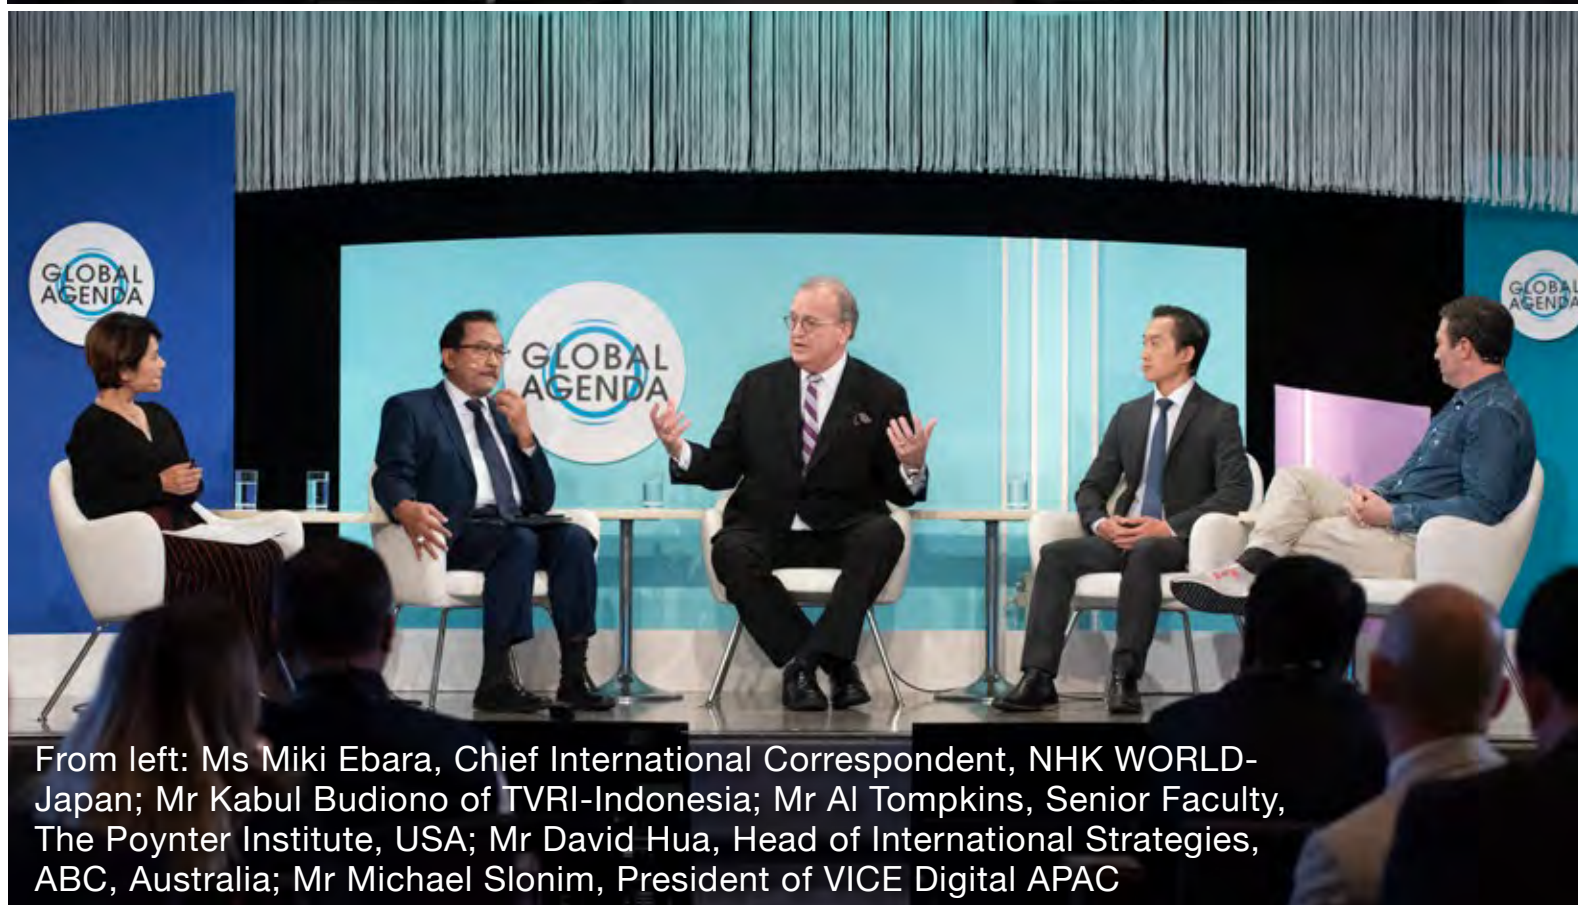 GLOBAL
AGENDA
GLOBAL
AGENDA
GLOBAL
AGENDA
From left: Ms Miki Ebara, Chief International Correspondent, NHK WORLD-
Japan; Mr Kabul Budiono of TVRI-Indonesia; Mr Al Tompkins, Senior Faculty,
The Poynter Institute, USA; Mr David Hua, Head of International Strategies,
ABC, Australia; Mr Michael Slonim, President of VICE Digital APAC